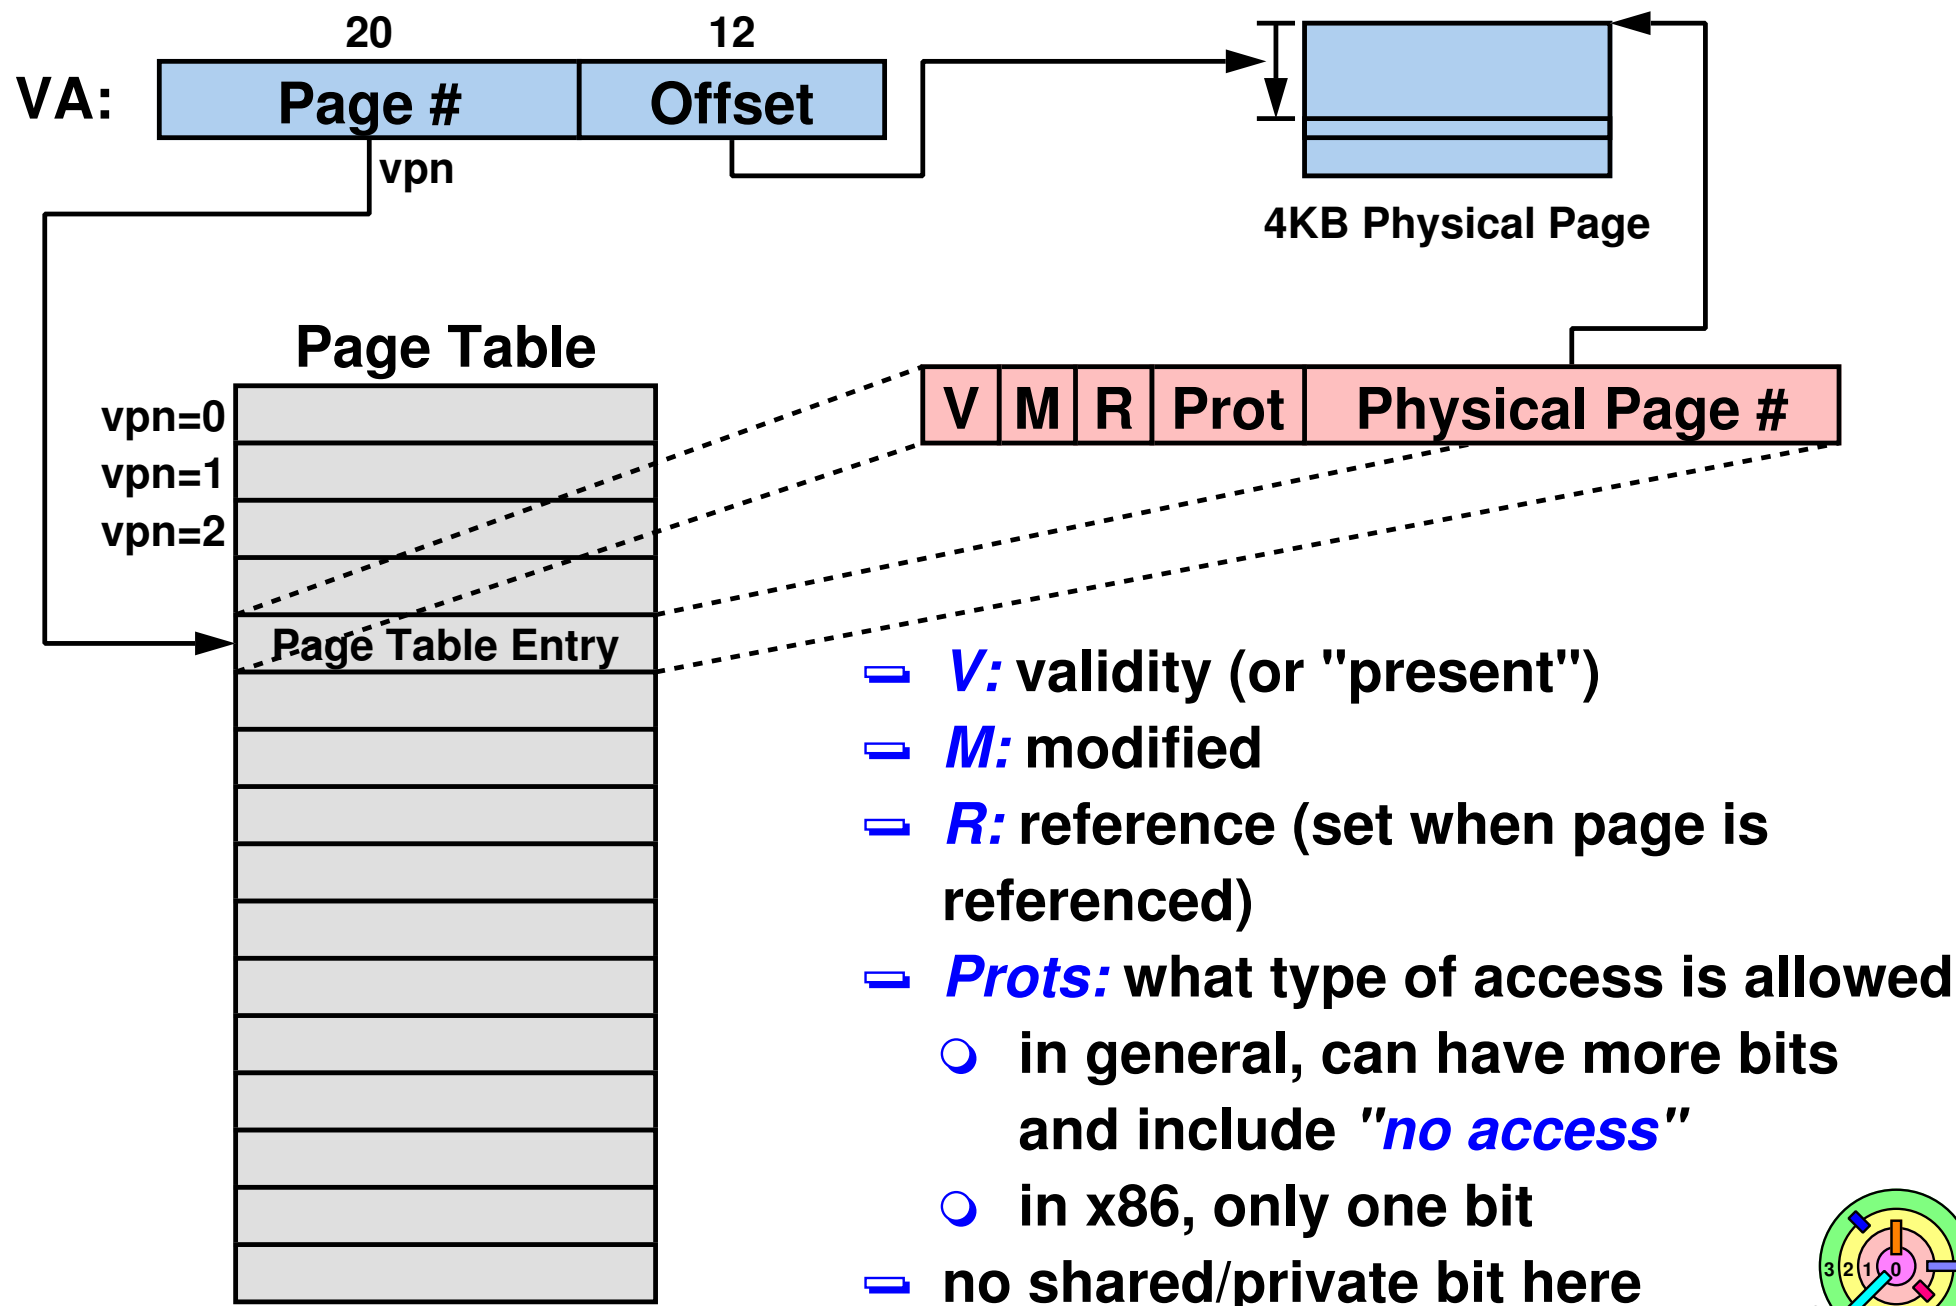 20 12
VA: Page # Offset
vpn
4KB Physical Page
Page Table
V M R Prot Physical Page #
vpn=0
vpn=1
vpn=2
Page Table Entry
V: validity (or "present")
M: modified
R: reference (set when page is
referenced)
Prots: what type of access is allowed
in general, can have more bits
and include "no access"
in x86, only one bit
no shared/private bit here
3 2 1 0